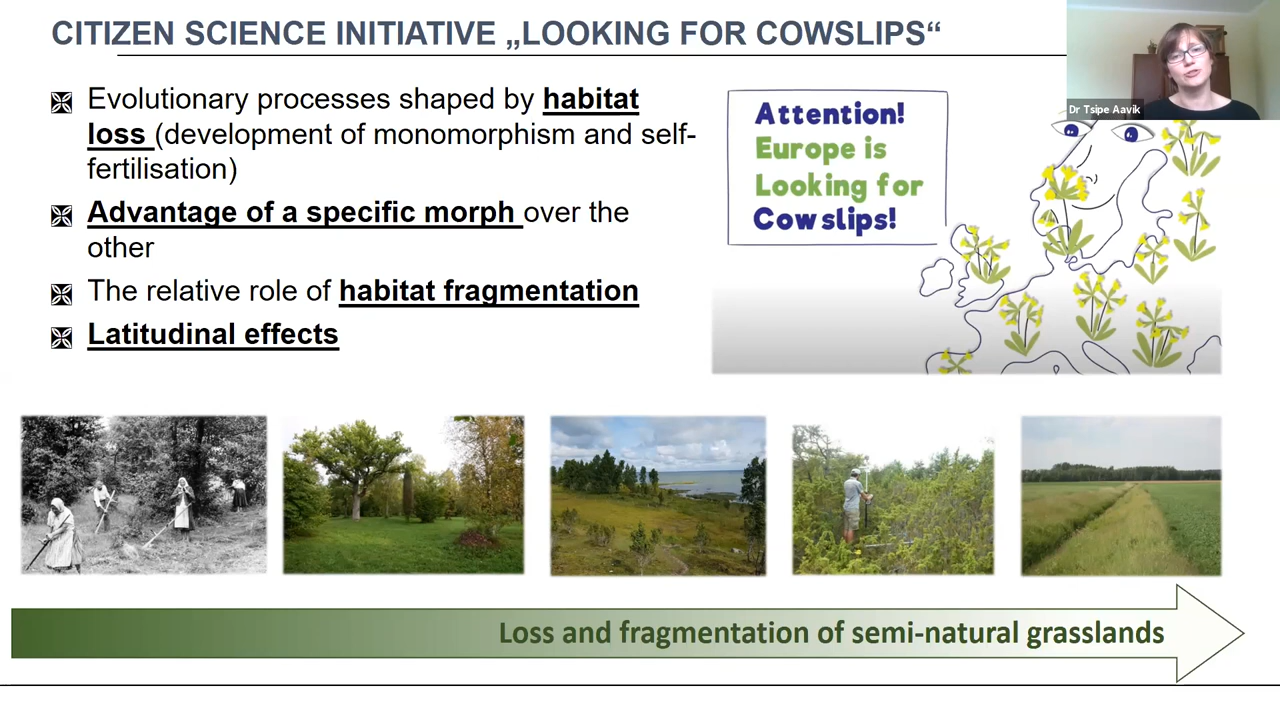 CITIZEN SCIENCE INITIATIVE „LOOKING FOR COWSLIPS“
Dr Tsipe Aavik
Evolutionary processes shaped by habitat
loss (development of monomorphism and self-
fertilisation)
Advantage of a specific morph over the
other
The relative role of habitat fragmentation
Latitudinal effects
Attention!
Europe is
Looking for
Cowslips!
Loss and fragmentation of semi-natural grasslands